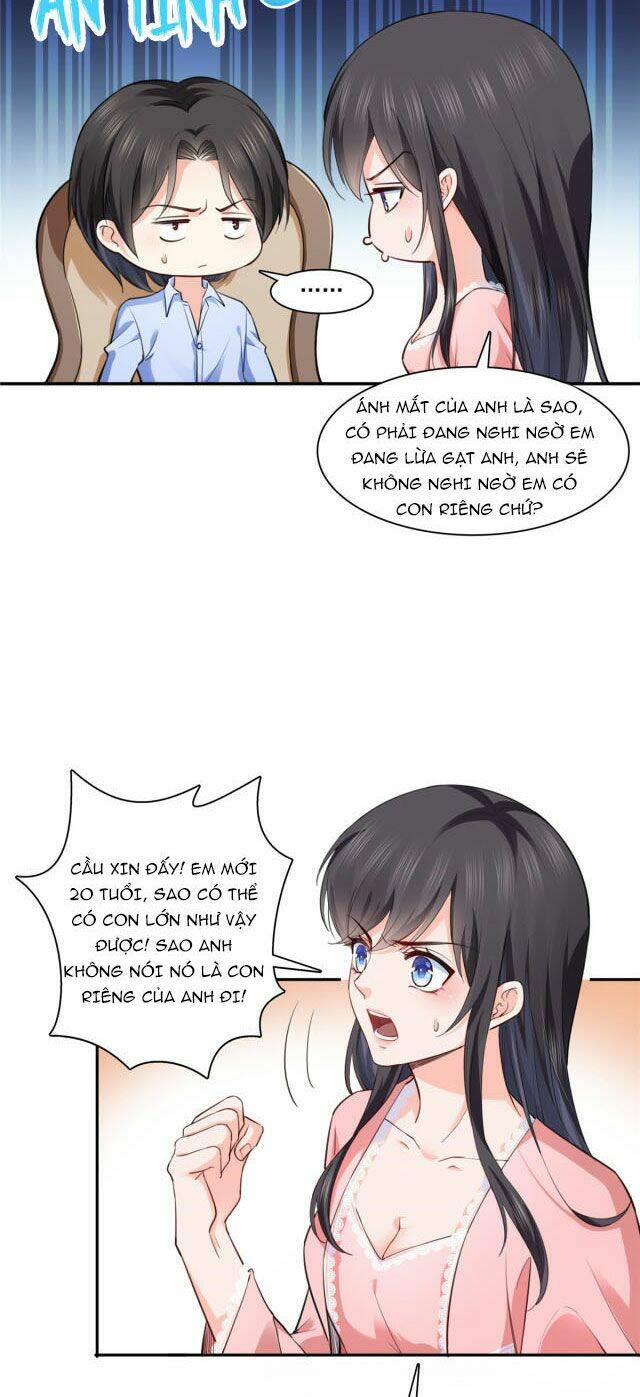 AN TĨNH
......
ÁNH MẮT CỦA ANH LÀ SAO,
CÓ PHẢI ĐANG NGHI NGỜ EM
ĐANG LỪA GẠT ANH, ANH SẼ
KHÔNG NGHI NGỜ EM CÓ
CON RIÊNG CHỨ?
CẦU XIN ĐẤY! EM MỚI
20 TUỔI, SAO CÓ THỂ
CÓ CON LỚN NHƯ VẬY
ĐƯỢC! SAO ANH
KHÔNG NÓI NÓ LÀ CON
RIÊNG CỦA ANH ĐI!